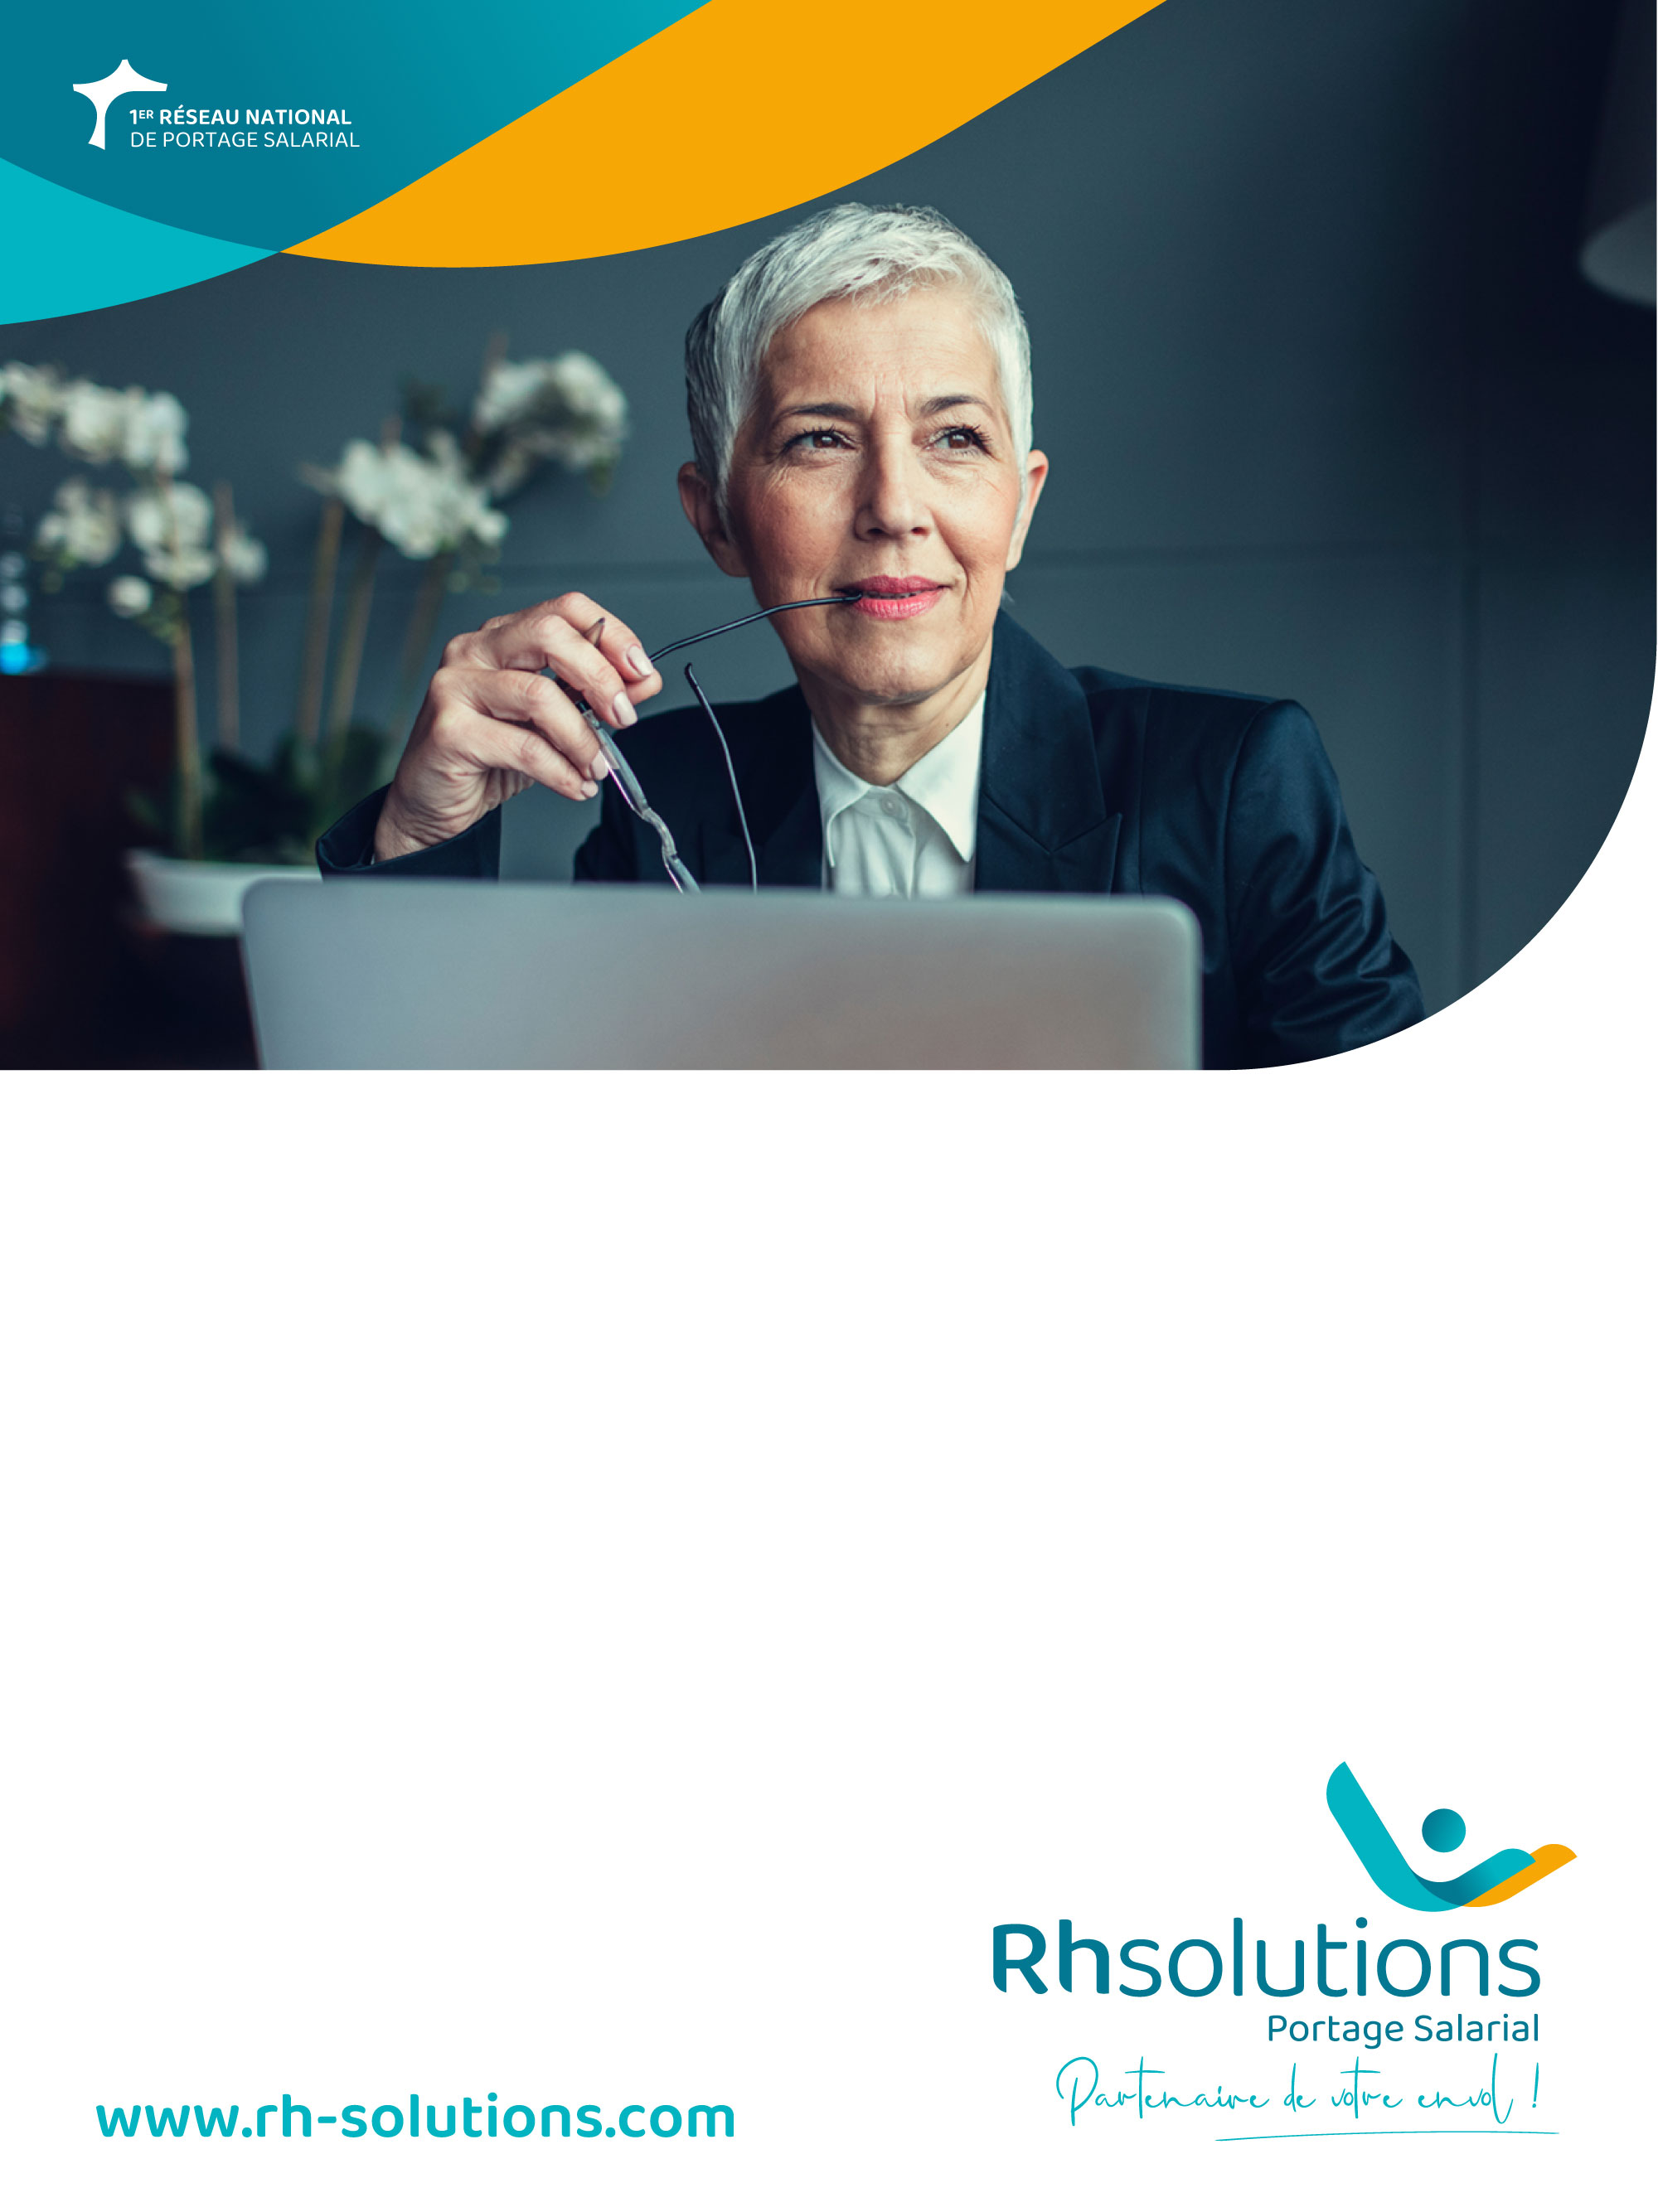 1ER RÉSEAU NATIONAL
DE PORTAGE SALARIAL
Rhsolutions
Portage Salarial
Partenaire de votre envol !
www.rh-solutions.com